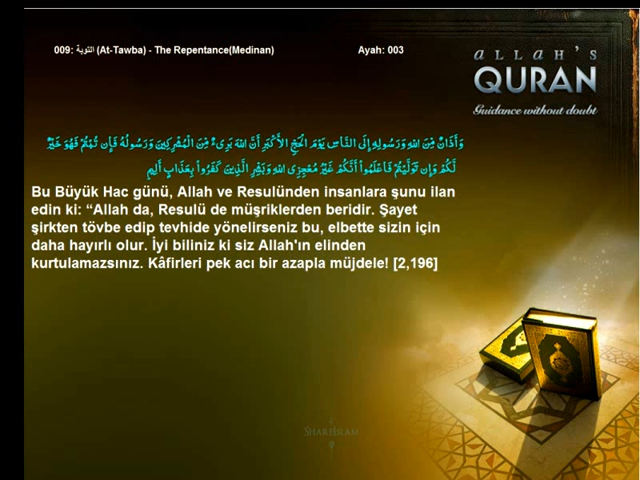 009: التوبة (At-Tawba) - The Repentance(Medinan) Ayah: 003
ALLAH'S
QURAN
Guidance without doubt
وَأَذَانٌ مِّنَ اللّهِ وَرَسُولِهِ إِلَى النَّاسِ يَوْمَ الْحَجِّ الأَكْبَرِ أَنَّ اللّهَ بَرِيءٌ مِّنَ الْمُشْرِكِينَ وَرَسُولُهُ فَإِن تُبْتُمْ فَهُوَ خَيْرٌ
لَّكُمْ وَإِن تَوَلَّيْتُمْ فَاعْلَمُواْ أَنَّكُمْ غَيْرُ مُعْجِزِي اللّهِ وَبَشِّرِ الَّذِينَ كَفَرُواْ بِعَذَابٍ أَلِيمٍ
Bu Büyük Hac günü, Allah ve Resulünden insanlara şunu ilan
edin ki: “Allah da, Resulü de müşriklerden beridir. Şayet
şirkten tövbe edip tevhide yönelirseniz bu, elbette sizin için
daha hayırlı olur. İyi biliniz ki siz Allah'ın elinden
kurtulamazsınız. Kâfirleri pek acı bir azapla müjdele! [2,196]
SHAREISLAM